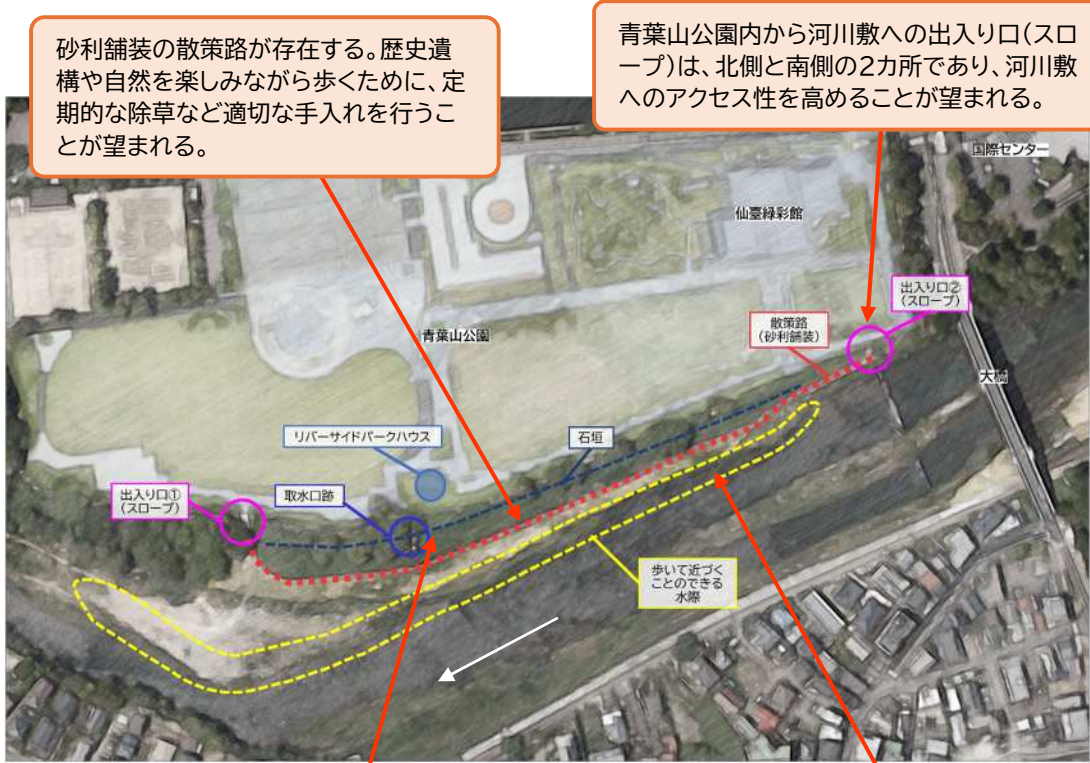 砂利舗装の散策路が存在する。歴史遺
構や自然を楽しみながら歩くために、定
期的な除草など適切な手入れを行うこ
とが望まれる。
青葉山公園内から河川敷への出入り口(スロ
ープ)は、北側と南側の2カ所であり、河川敷
へのアクセス性を高めることが望まれる。
国際センター
仙臺緑彩館
出入り口②
(スロープ)
散策路
(砂利舗装)
青葉山公園
大橋
リバーサイドパークハウス
石垣
出入り口①
(スロープ)
取水口跡
歩いて近づく
ことのできる
水際